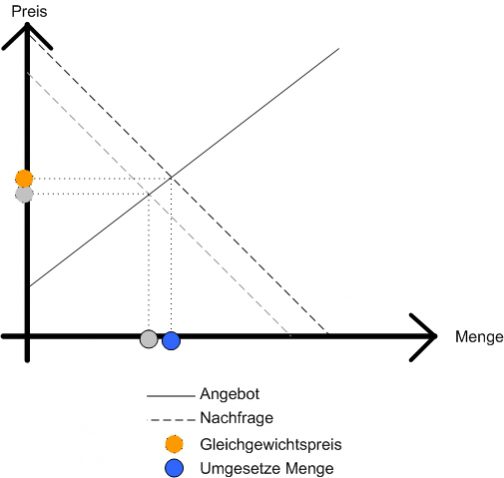 Preis
Menge
Angebot
Nachfrage
Gleichgewichtspreis
Umgesetze Menge